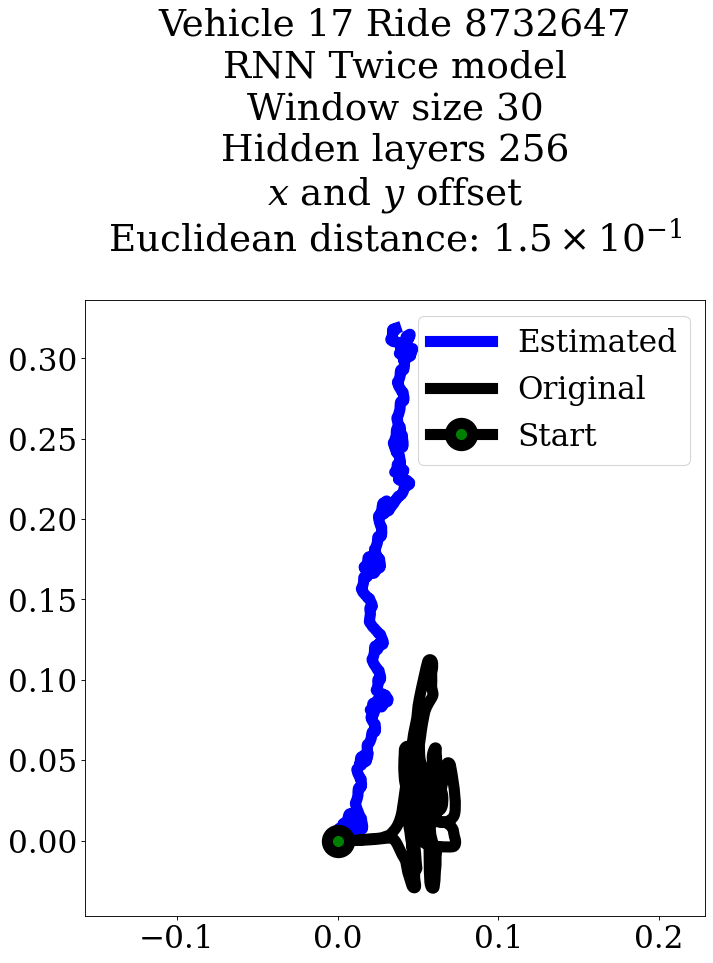 Vehicle 17 Ride 8732647
RNN Twice model
Window size 30
Hidden layers 256
x and y offset
Euclidean distance: 1.5 × 10⁻¹
Estimated
Original
Start
0.30
0.25
0.20
0.15
0.10
0.05
0.00
−0.1
0.0
0.1
0.2